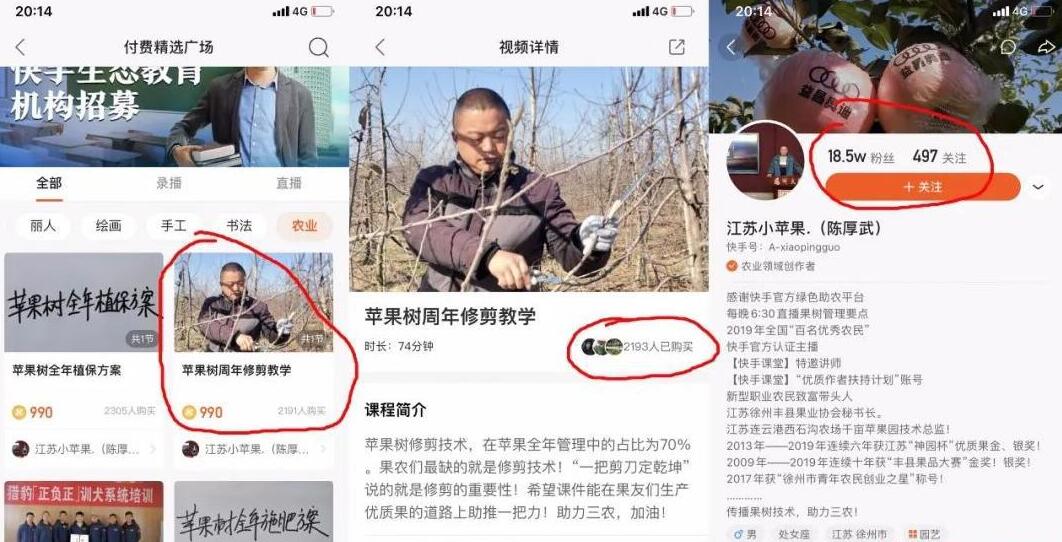 20:14
4G
付费精选广场
快手生态教育
机构招募
全部
录播
直播
丽人
绘画
手工
书法
农业
苹果树全年植保方案
共1节
共1节
苹果树全年植保方案
苹果树周年修剪教学
990
2305人购买
990
2191人购买
江苏小苹果.（陈厚...
江苏小苹果.（陈厚...
猎豹「正负正」训犬系统培训
苹果树全年施肥方案
20:14
4G
视频详情
苹果树周年修剪教学
时长：74分钟
2193人已购买
课程简介
苹果树修剪技术，在苹果全年管理中的占比为70%
。果农们最缺的就是修剪技术！“一把剪刀定乾坤”
说的就是修剪的重要性！希望课件能在果友们生产
优质果的道路上助推一把力！助力三农，加油！
20:14
4G
益昌奥迪
18.5w 粉丝
497 关注
+ 关注
江苏小苹果.（陈厚武）
快手号：A-xiaopingguo
农业领域创作者
感谢快手官方绿色助农平台
每晚6:30直播果树管理要点
2019年全国“百名优秀农民”
快手官方认证主播
【快手课堂】特邀讲师
【快手课堂】“优质作者扶持计划”账号
新型职业农民致富带头人
江苏徐州丰县果业协会秘书长。
江苏连云港西石沟农场千亩苹果园技术总监！
2013年——2019年连续六年获江苏“神园杯”优质果金、银奖！
2009年——2019年连续十年获“丰县果品大赛”金奖！银奖！
2017年获“徐州市青年农民创业之星”称号！
............
传播果树技术，助力三农！
男
处女座
江苏 徐州市
园艺